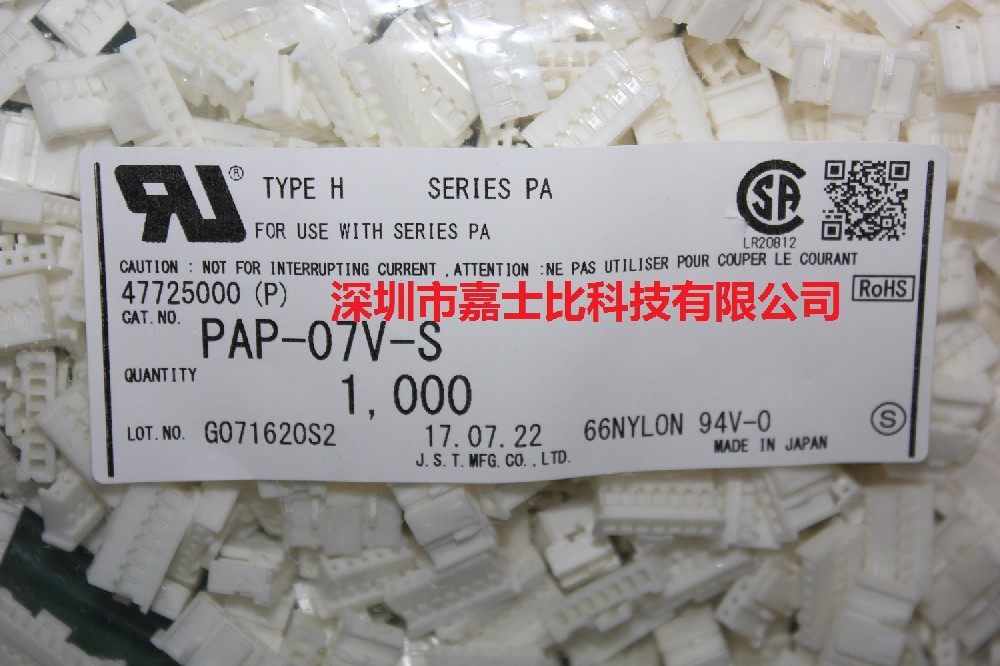 RU® TYPE H SERIES PA
FOR USE WITH SERIES PA
SA
LR20812
CAUTION : NOT FOR INTERRUPTING CURRENT , ATTENTION :NE PAS UTILISER POUR COUPER LE COURANT
47725000 (P)
深圳市嘉士比科技有限公司
RoHS
CAT.NO. PAP-07V-S
QUANTITY 1,000
LOT.NO. G071620S2 17.07.22 66NYLON 94V-0
S
MADE IN JAPAN
J.S.T.MFG.CO.,LTD.